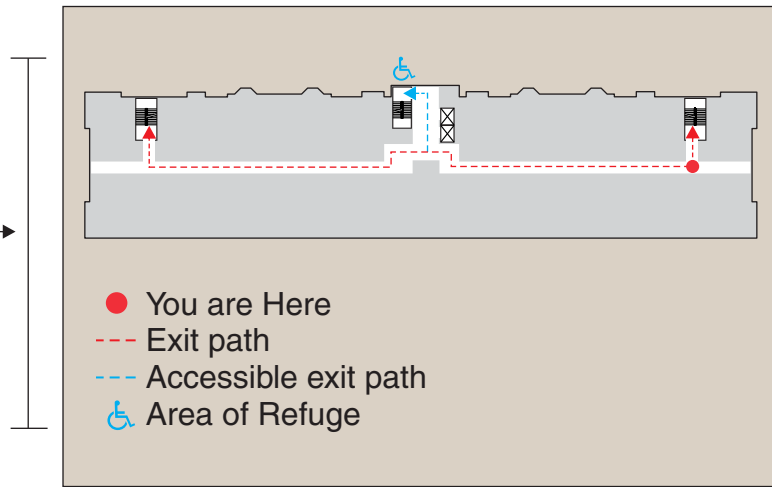 You are Here
Exit path
Accessible exit path
Area of Refuge